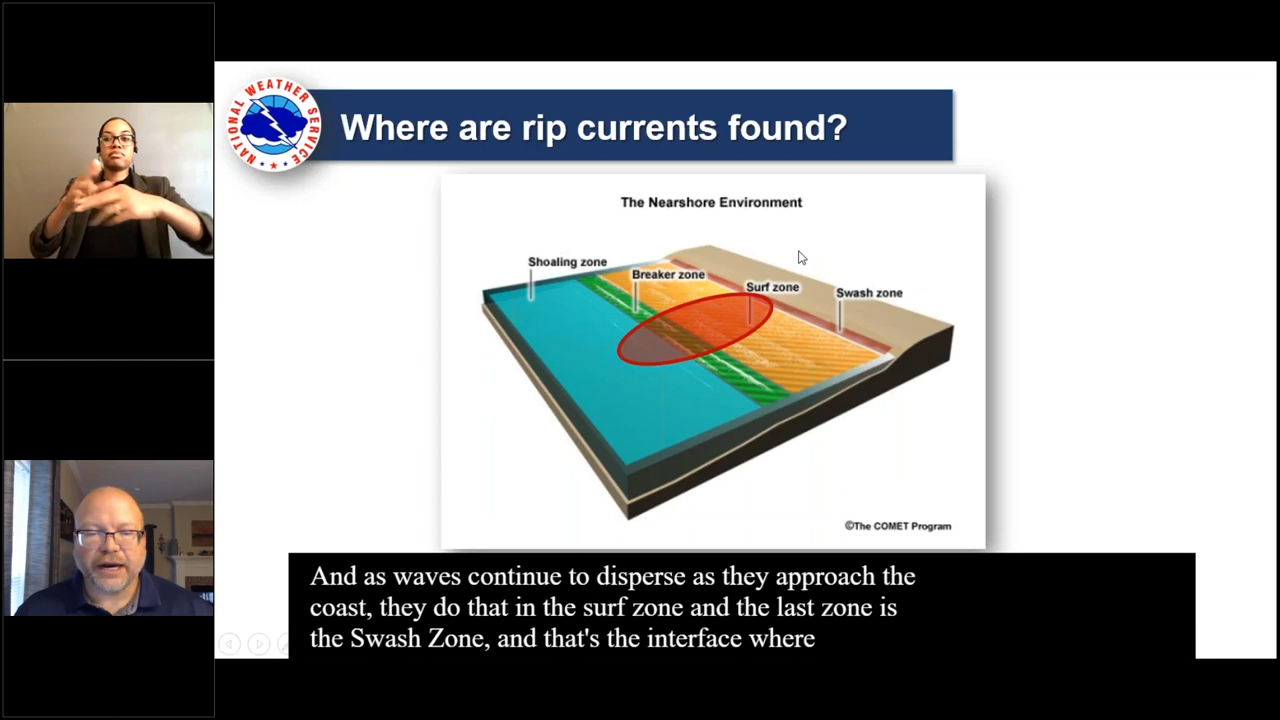 NATIONAL WEATHER SERVICE
Where are rip currents found?
The Nearshore Environment
Shoaling zone
Breaker zone
Surf zone
Swash zone
©The COMET Program
And as waves continue to disperse as they approach the
coast, they do that in the surf zone and the last zone is
the Swash Zone, and that's the interface where